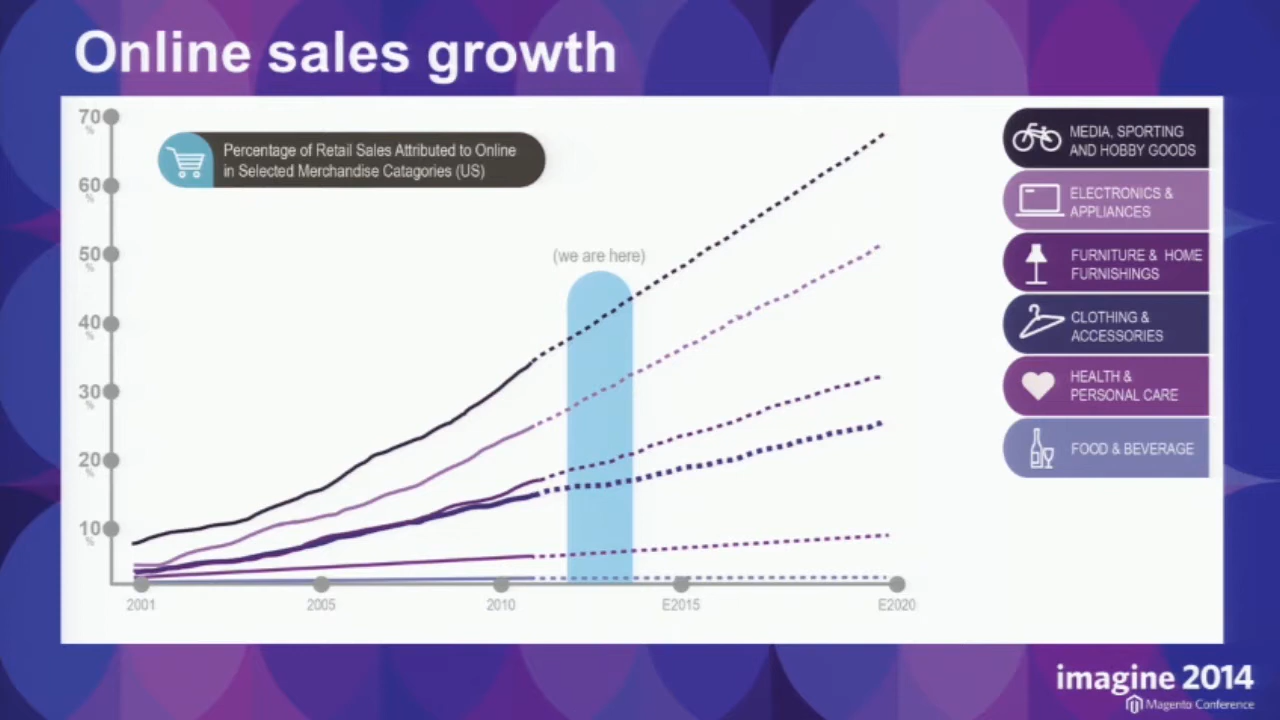 Online sales growth
70
%
60
%
50
%
40
%
30
%
20
%
10
%
Percentage of Retail Sales Attributed to Online
in Selected Merchandise Catagories (US)
(we are here)
2001
2005
2010
E2015
E2020
MEDIA, SPORTING
AND HOBBY GOODS
ELECTRONICS &
APPLIANCES
FURNITURE & HOME
FURNISHINGS
CLOTHING &
ACCESSORIES
HEALTH &
PERSONAL CARE
FOOD & BEVERAGE
imagine 2014
Magento Conference